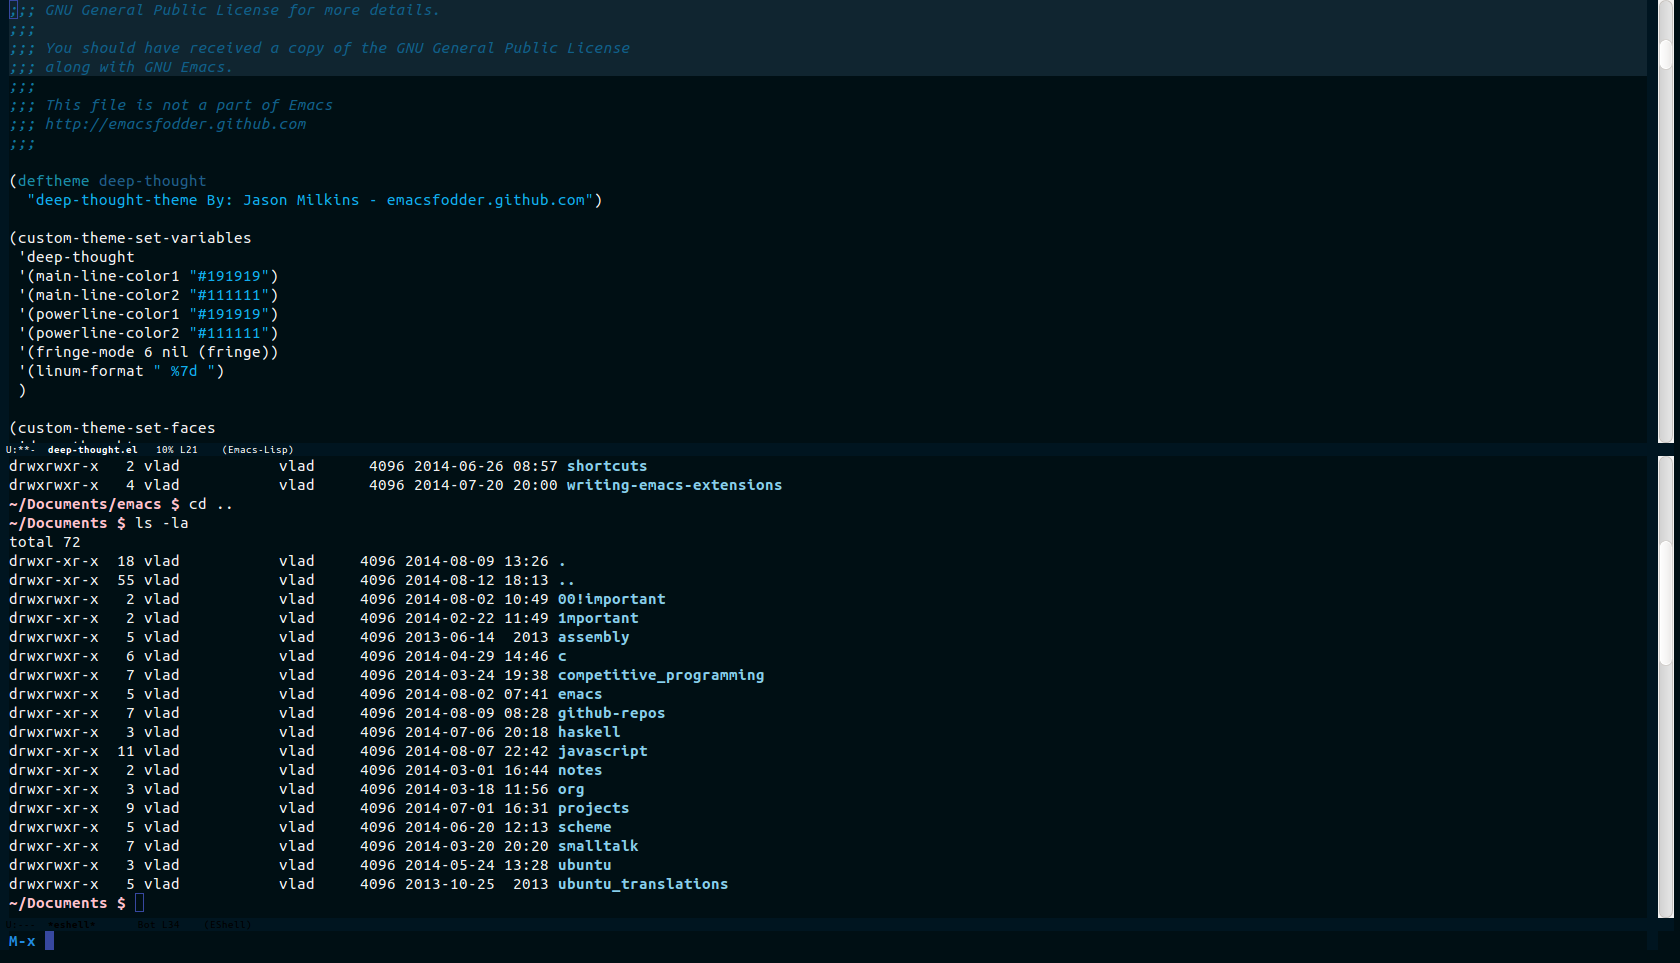 ;;; GNU General Public License for more details.
;;;
;;; You should have received a copy of the GNU General Public License
;;; along with GNU Emacs.
;;;
;;; This file is not a part of Emacs
;;; http://emacsfodder.github.com
;;;
(deftheme deep-thought
  "deep-thought-theme By: Jason Milkins - emacsfodder.github.com")
(custom-theme-set-variables
 'deep-thought
 '(main-line-color1 "#191919")
 '(main-line-color2 "#111111")
 '(powerline-color1 "#191919")
 '(powerline-color2 "#111111")
 '(fringe-mode 6 nil (fringe))
 '(linum-format " %7d ")
 )
(custom-theme-set-faces
U:**-  deep-thought.el   10% L21    (Emacs-Lisp)
drwxrwxr-x   2 vlad           vlad      4096 2014-06-26 08:57 shortcuts
drwxrwxr-x   4 vlad           vlad      4096 2014-07-20 20:00 writing-emacs-extensions
~/Documents/emacs $ cd ..
~/Documents $ ls -la
total 72
drwxr-xr-x  18 vlad           vlad     4096 2014-08-09 13:26 .
drwxr-xr-x  55 vlad           vlad     4096 2014-08-12 18:13 ..
drwxrwxr-x   2 vlad           vlad     4096 2014-08-02 10:49 00!important
drwxrwxr-x   2 vlad           vlad     4096 2014-02-22 11:49 1mportant
drwxrwxr-x   5 vlad           vlad     4096 2013-06-14  2013 assembly
drwxrwxr-x   6 vlad           vlad     4096 2014-04-29 14:46 c
drwxrwxr-x   7 vlad           vlad     4096 2014-03-24 19:38 competitive_programming
drwxrwxr-x   5 vlad           vlad     4096 2014-08-02 07:41 emacs
drwxr-xr-x   7 vlad           vlad     4096 2014-08-09 08:28 github-repos
drwxrwxr-x   3 vlad           vlad     4096 2014-07-06 20:18 haskell
drwxr-xr-x  11 vlad           vlad     4096 2014-08-07 22:42 javascript
drwxr-xr-x   2 vlad           vlad     4096 2014-03-01 16:44 notes
drwxr-xr-x   3 vlad           vlad     4096 2014-03-18 11:56 org
drwxr-xr-x   9 vlad           vlad     4096 2014-07-01 16:31 projects
drwxrwxr-x   5 vlad           vlad     4096 2014-06-20 12:13 scheme
drwxrwxr-x   7 vlad           vlad     4096 2014-03-20 20:20 smalltalk
drwxrwxr-x   3 vlad           vlad     4096 2014-05-24 13:28 ubuntu
drwxrwxr-x   5 vlad           vlad     4096 2013-10-25  2013 ubuntu_translations
~/Documents $
*eshell*       Bot L34    (EShell)
M-x